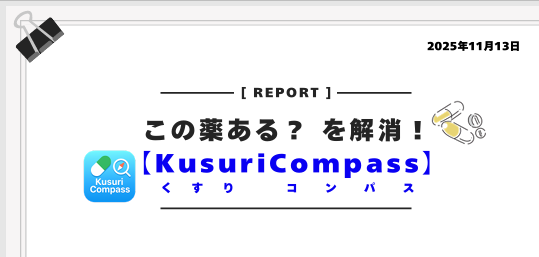 2025年11月13日
[ REPORT ]
この薬ある？ を解消！
【KusuriCompass】
くすり コンパス
Kusuri
Compass